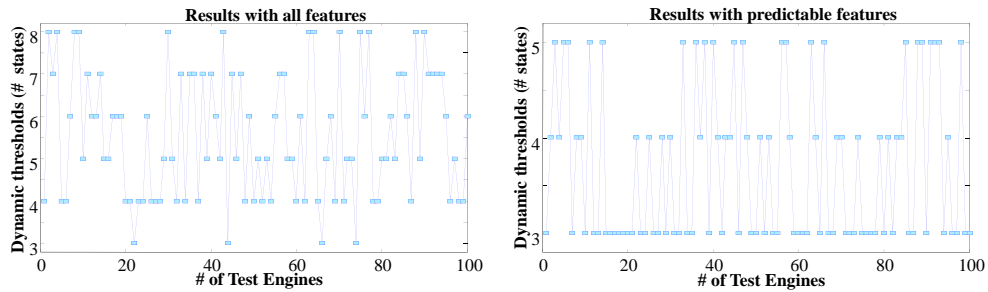 Results with all features
Dynamic thresholds (# states)
8
7
6
5
4
3
0 20 40 60 80 100
# of Test Engines
Results with predictable features
Dynamic thresholds (# states)
5
4
3
0 20 40 60 80 100
# of Test Engines